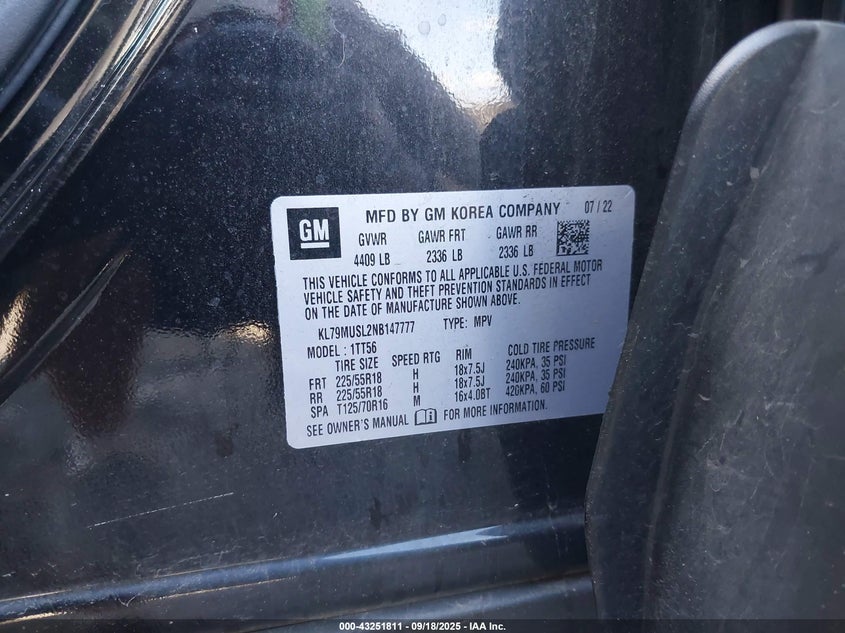 GM
MFD BY GM KOREA COMPANY 07 / 22
GVWR GAWR FRT GAWR RR
4409 LB 2336 LB 2336 LB
THIS VEHICLE CONFORMS TO ALL APPLICABLE U.S. FEDERAL MOTOR
VEHICLE SAFETY AND THEFT PREVENTION STANDARDS IN EFFECT
ON THE DATE OF MANUFACTURE SHOWN ABOVE.
KL79MUSL2NB147777 TYPE: MPV
MODEL : 1TT56
TIRE SIZE SPEED RTG RIM COLD TIRE PRESSURE
FRT 225/55R18 H 18x7.5J 240KPA, 35 PSI
RR 225/55R18 H 18x7.5J 240KPA, 35 PSI
SPA T125/70R16 M 16x4.0BT 420KPA, 60 PSI
SEE OWNER'S MANUAL FOR MORE INFORMATION.
000-43251811 - 09/18/2025 - IAA Inc.